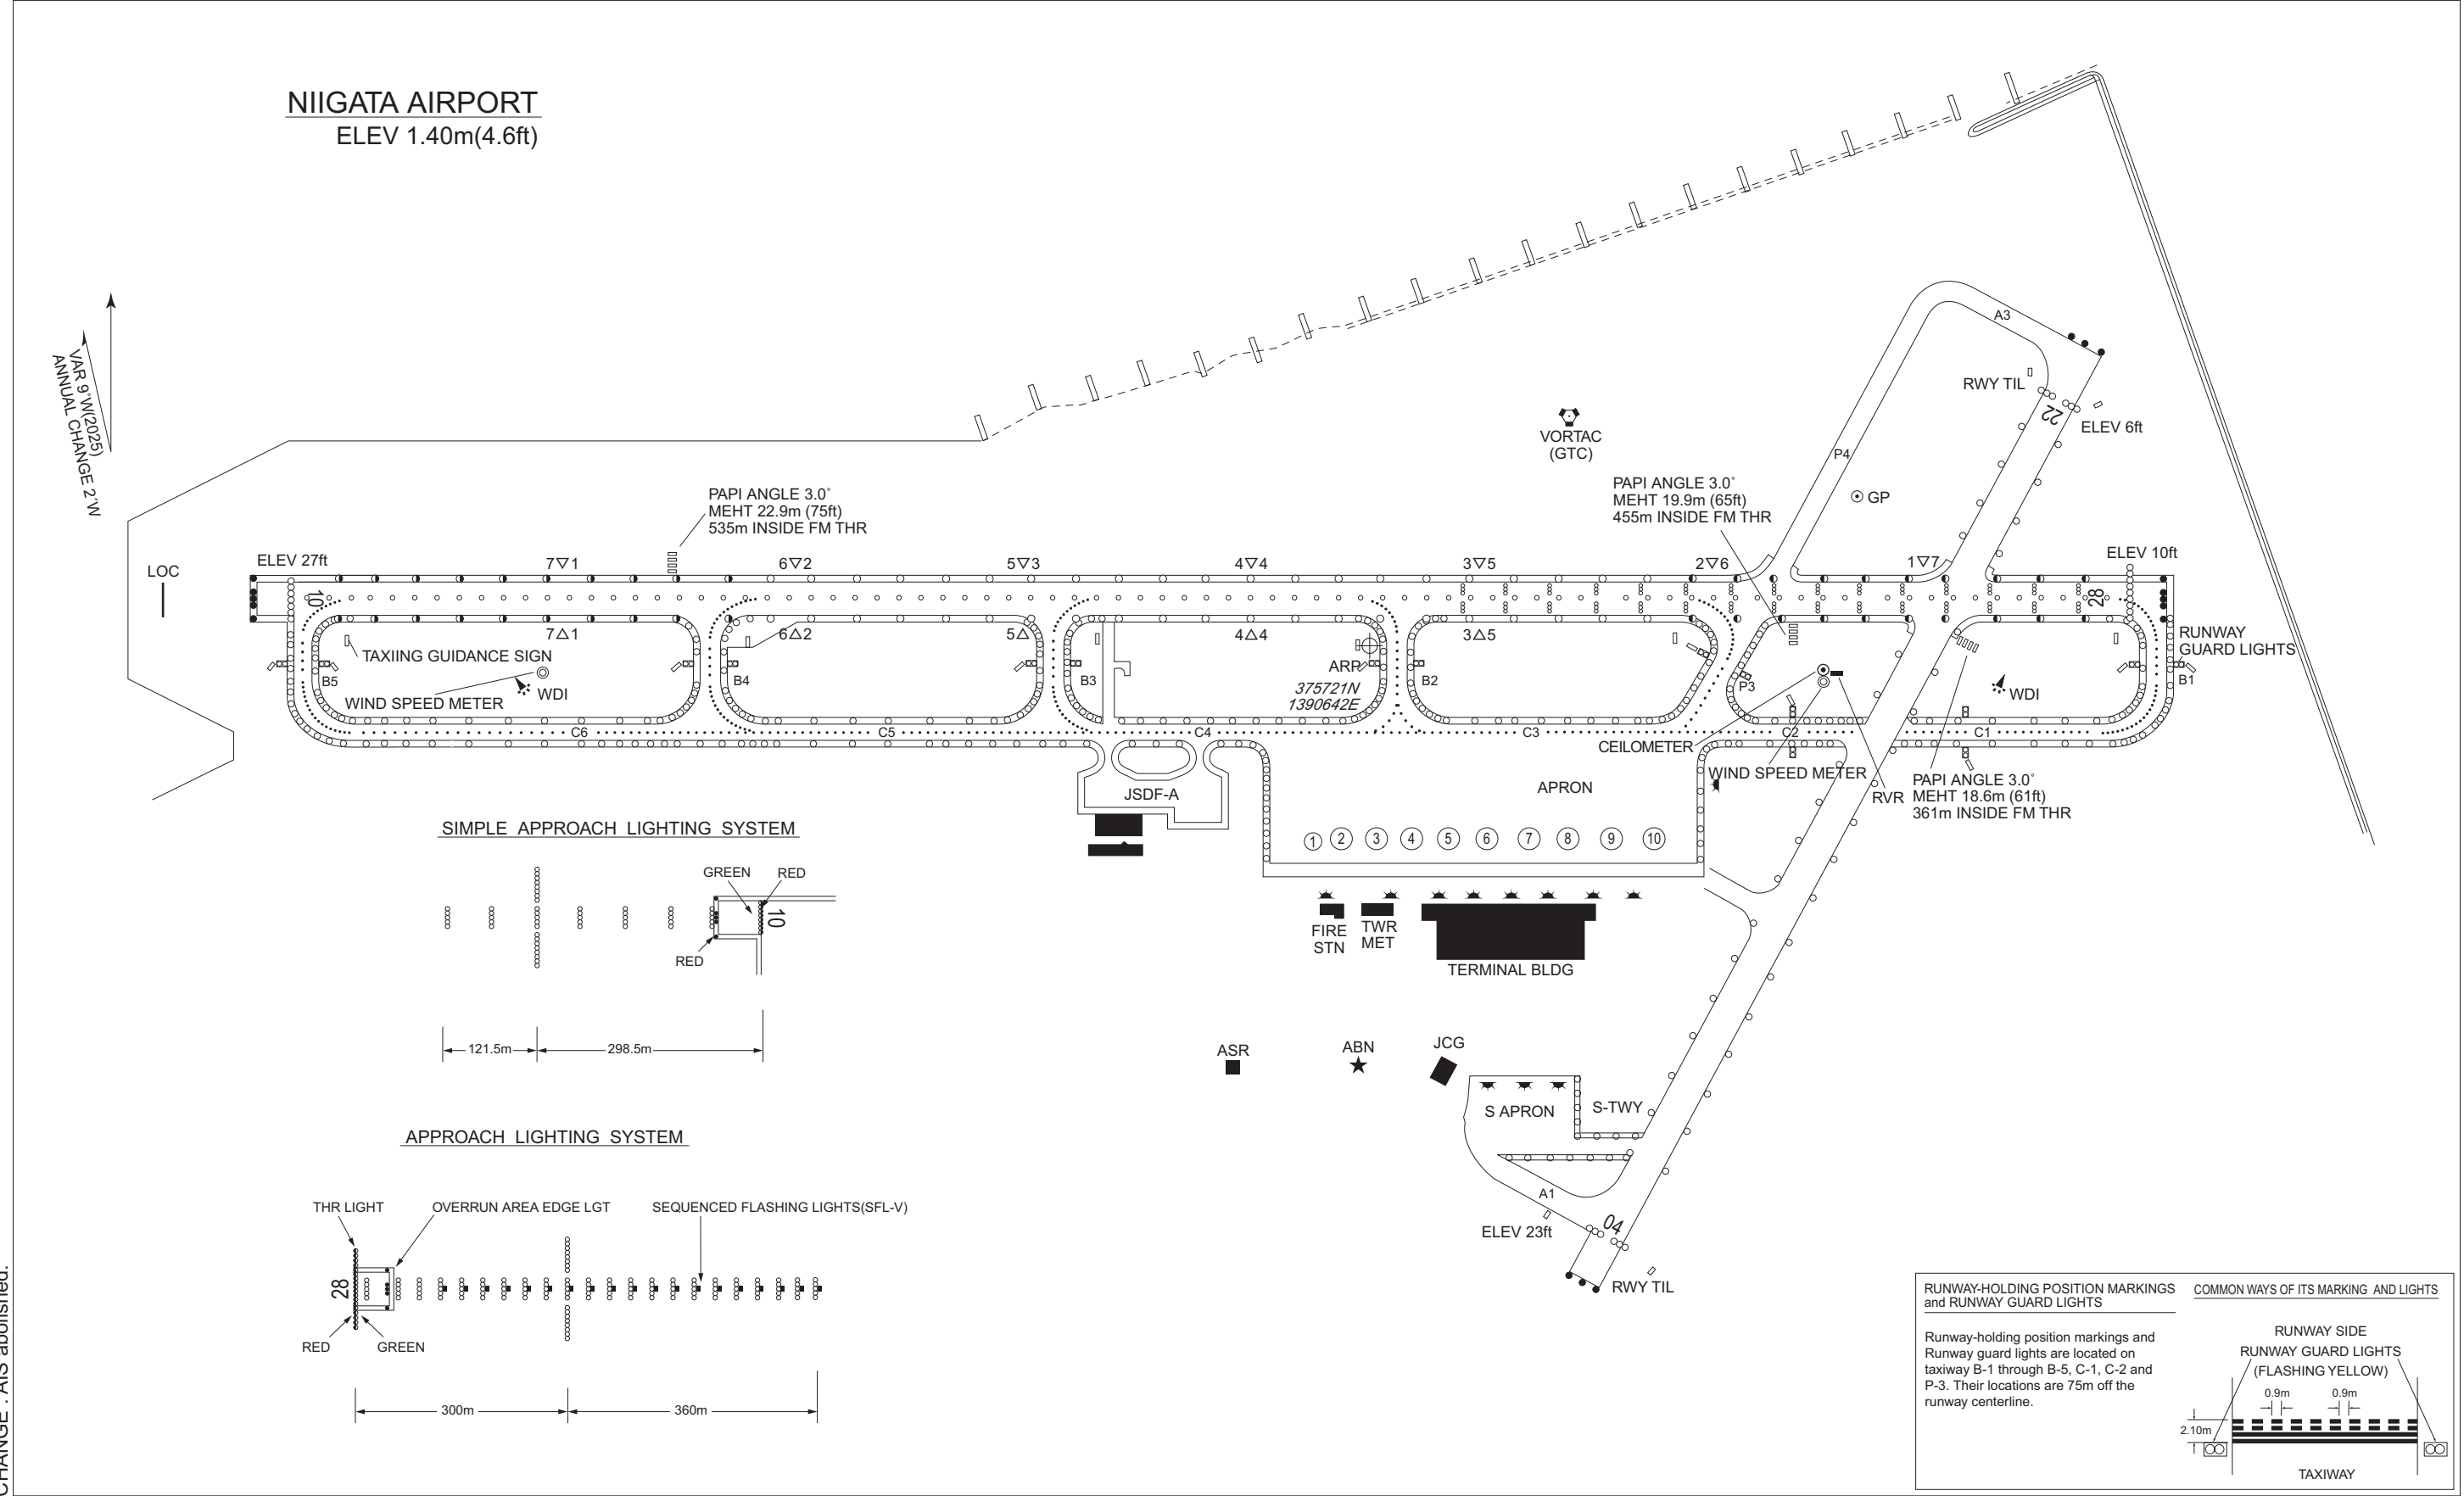 NIIGATA AIRPORT
ELEV 1.40m(4.6ft)
VAR 9˚W(2025)
ANNUAL CHANGE 2'W
A3
RWY TIL
22
ELEV 6ft
VORTAC
(GTC)
P4
GP
PAPI ANGLE 3.0˚
MEHT 22.9m (75ft)
535m INSIDE FM THR
PAPI ANGLE 3.0˚
MEHT 19.9m (65ft)
455m INSIDE FM THR
LOC
ELEV 27ft
7▽1
6▽2
5▽3
4▽4
3▽5
2▽6
1▽7
ELEV 10ft
10
28
7△1
6△2
5△
4△4
3△5
RUNWAY
GUARD LIGHTS
TAXIING GUIDANCE SIGN
ARP
B5
B4
B3
B2
P3
B1
WIND SPEED METER
WDI
375721N
1390642E
WDI
C6
C5
C4
C3
C2
C1
CEILOMETER
WIND SPEED METER
RVR
PAPI ANGLE 3.0˚
MEHT 18.6m (61ft)
361m INSIDE FM THR
JSDF-A
APRON
1 2 3 4 5 6 7 8 9 10
FIRE
STN
TWR
MET
TERMINAL BLDG
SIMPLE APPROACH LIGHTING SYSTEM
GREEN
RED
10
RED
121.5m
298.5m
ASR
ABN
JCG
S APRON
S-TWY
A1
ELEV 23ft
04
RWY TIL
APPROACH LIGHTING SYSTEM
THR LIGHT
OVERRUN AREA EDGE LGT
SEQUENCED FLASHING LIGHTS(SFL-V)
28
RED
GREEN
300m
360m
CHANGE : AIS abolished.
RUNWAY-HOLDING POSITION MARKINGS
and RUNWAY GUARD LIGHTS
Runway-holding position markings and
Runway guard lights are located on
taxiway B-1 through B-5, C-1, C-2 and
P-3. Their locations are 75m off the
runway centerline.
COMMON WAYS OF ITS MARKING AND LIGHTS
RUNWAY SIDE
RUNWAY GUARD LIGHTS
(FLASHING YELLOW)
0.9m
0.9m
2.10m
TAXIWAY